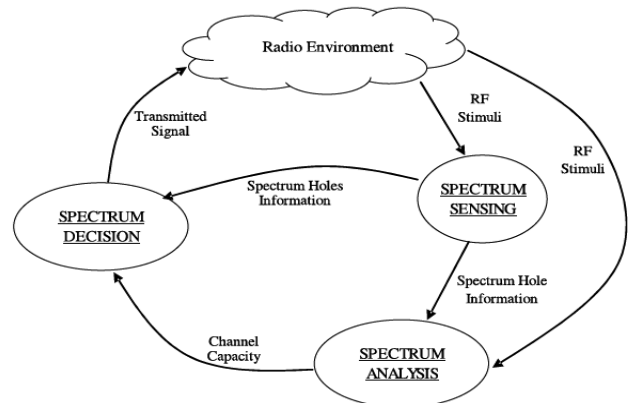 Radio Environment
RF
Stimuli
Transmitted
Signal
RF
Stimuli
Spectrum Holes
Information
SPECTRUM
SENSING
SPECTRUM
DECISION
Spectrum Hole
Information
Channel
Capacity
SPECTRUM
ANALYSIS